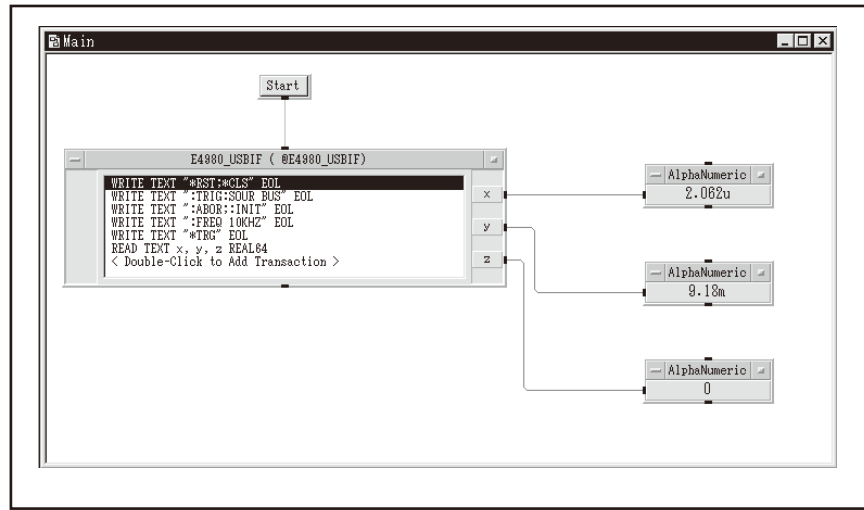 Main
Start
E4980_USBIF ( @E4980_USBIF)
WRITE TEXT "*RST;*CLS" EOL
WRITE TEXT ":TRIG:SOUR BUS" EOL
WRITE TEXT ":ABOR;:INIT" EOL
WRITE TEXT ":FREQ 10KHZ" EOL
WRITE TEXT "*TRG" EOL
READ TEXT x, y, z REAL64
< Double-Click to Add Transaction >
x
y
z
AlphaNumeric
2.062u
AlphaNumeric
9.18m
AlphaNumeric
0